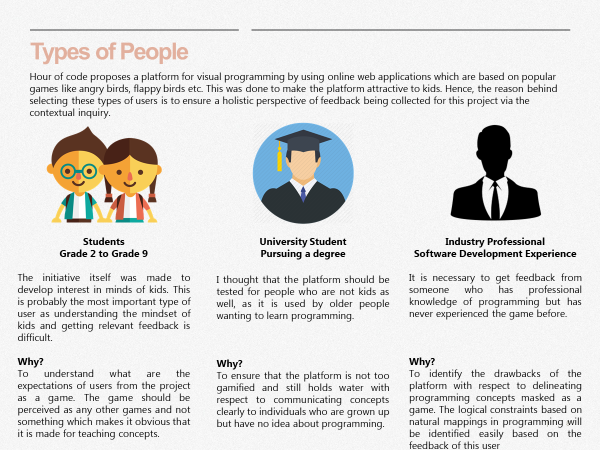 Types of People
Hour of code proposes a platform for visual programming by using online web applications which are based on popular
games like angry birds, flappy birds etc. This was done to make the platform attractive to kids. Hence, the reason behind
selecting these types of users is to ensure a holistic perspective of feedback being collected for this project via the
contextual inquiry.
Students
Grade 2 to Grade 9
The initiative itself was made to
develop interest in minds of kids. This
is probably the most important type of
user as understanding the mindset of
kids and getting relevant feedback is
difficult.
Why?
To understand what are the
expectations of users from the project
as a game. The game should be
perceived as any other games and not
something which makes it obvious that
it is made for teaching concepts.
University Student
Pursuing a degree
I thought that the platform should be
tested for people who are not kids as
well, as it is used by older people
wanting to learn programming.
Why?
To ensure that the platform is not too
gamified and still holds water with
respect to communicating concepts
clearly to individuals who are grown up
but have no idea about programming.
Industry Professional
Software Development Experience
It is necessary to get feedback from
someone who has professional
knowledge of programming but has
never experienced the game before.
Why?
To identify the drawbacks of the
platform with respect to delineating
programming concepts masked as a
game. The logical constraints based on
natural mappings in programming will
be identified easily based on the
feedback of this user